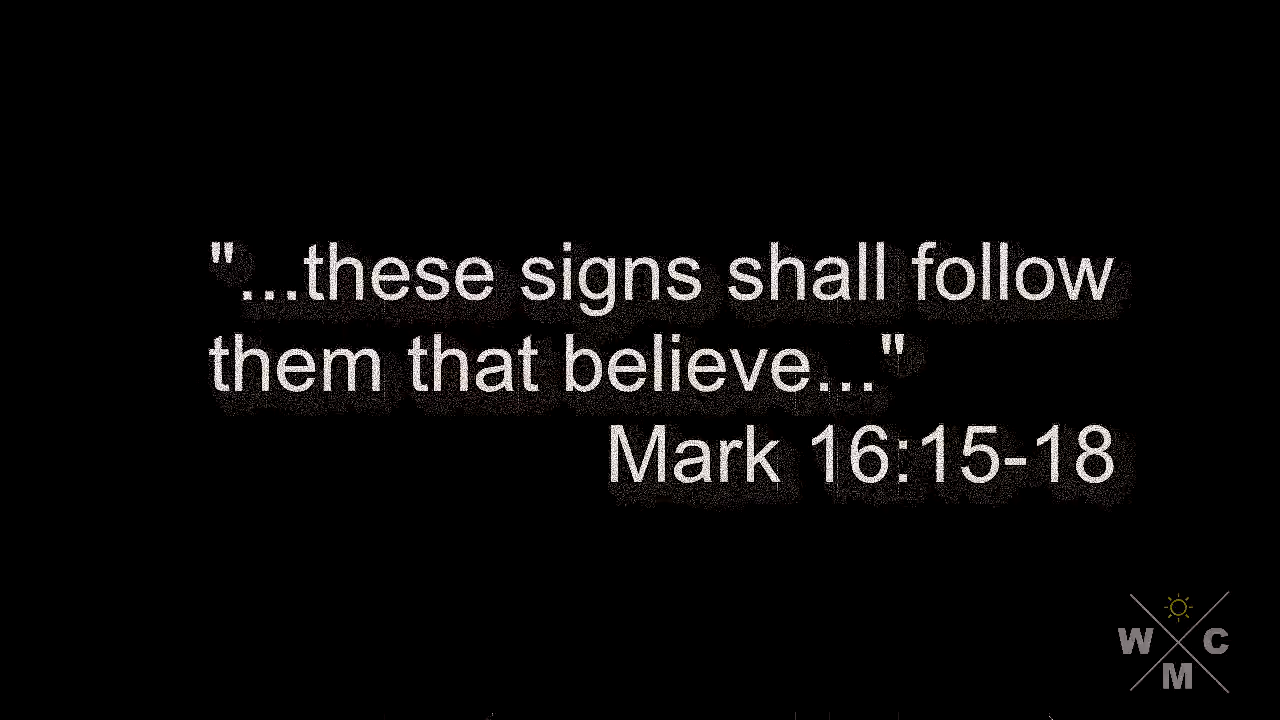 "...these signs shall follow
them that believe..."
Mark 16:15-18
W C
M